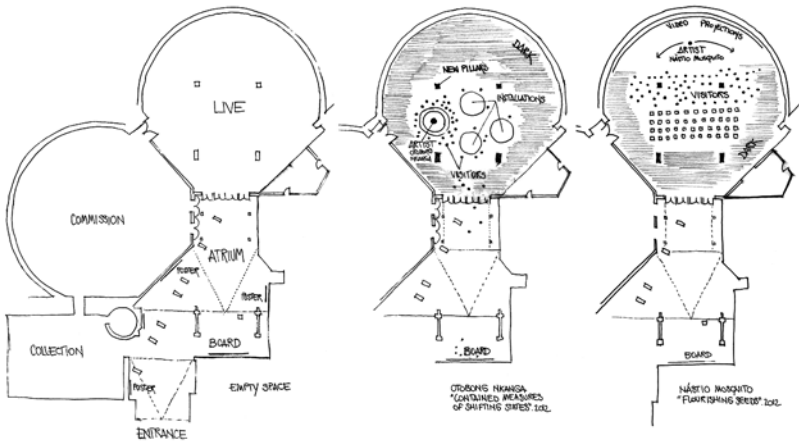 LIVE
COMMISSION
ATRIUM
POSTER
POSTER
BOARD
COLLECTION
POSTER
EMPTY SPACE
ENTRANCE
DARK
NEW PILLARS
INSTALLATIONS
ARTIST
OTOBONG
NKANGA
VISITORS
BOARD
OTOBONG NKANGA
"CONTAINED MEASURES
OF SHIFTING STATES". 2012
VIDEO PROJECTIONS
ARTIST
NÁSTIO MOSQUITO
VISITORS
DARK
BOARD
NÁSTIO MOSQUITO
"FLOURISHING SEEDS". 2012